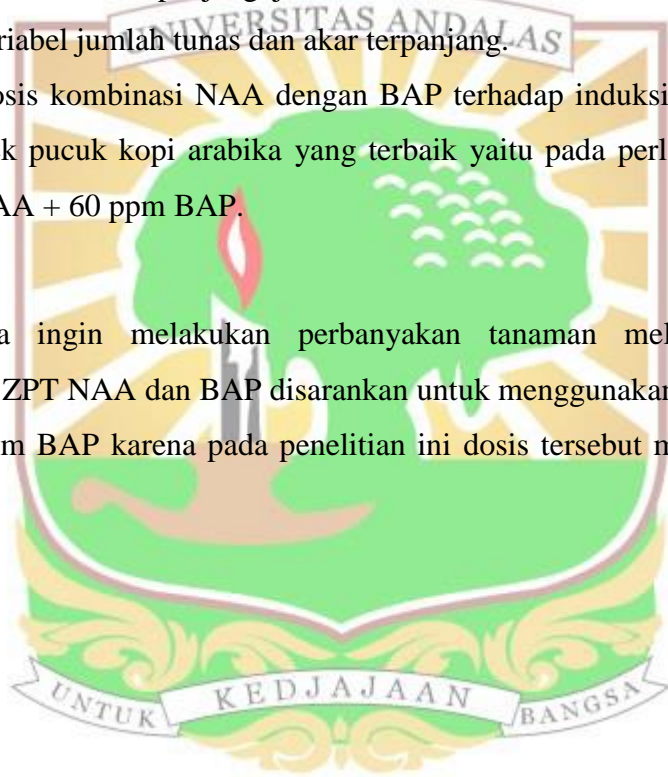 UNIVERSITAS ANDALAS
riabel jumlah tunas dan akar terpanjang.
osis kombinasi NAA dengan BAP terhadap induksi
k pucuk kopi arabika yang terbaik yaitu pada perl
AA + 60 ppm BAP.
a ingin melakukan perbanyakan tanaman mel
ZPT NAA dan BAP disarankan untuk menggunakan
m BAP karena pada penelitian ini dosis tersebut m
UNTUK KEDJAJAAN BANGSA